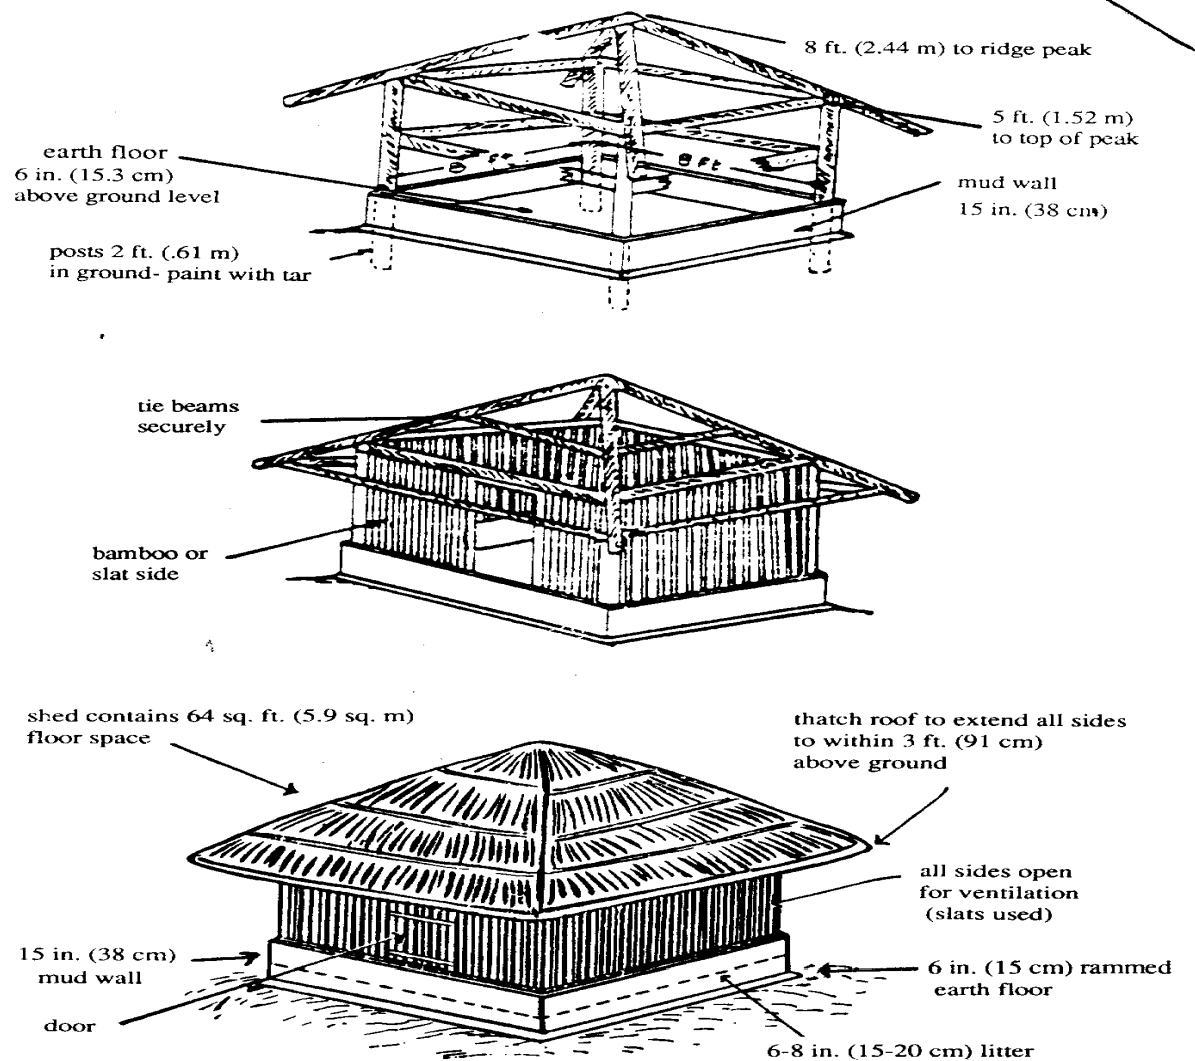 8 ft. (2.44 m) to ridge peak
5 ft. (1.52 m)
to top of peak
earth floor
6 in. (15.3 cm)
above ground level
8 ft
8 ft
mud wall
15 in. (38 cm)
posts 2 ft. (.61 m)
in ground- paint with tar
tie beams
securely
bamboo or
slat side
shed contains 64 sq. ft. (5.9 sq. m)
floor space
thatch roof to extend all sides
to within 3 ft. (91 cm)
above ground
all sides open
for ventilation
(slats used)
15 in. (38 cm)
mud wall
6 in. (15 cm) rammed
earth floor
door
6-8 in. (15-20 cm) litter